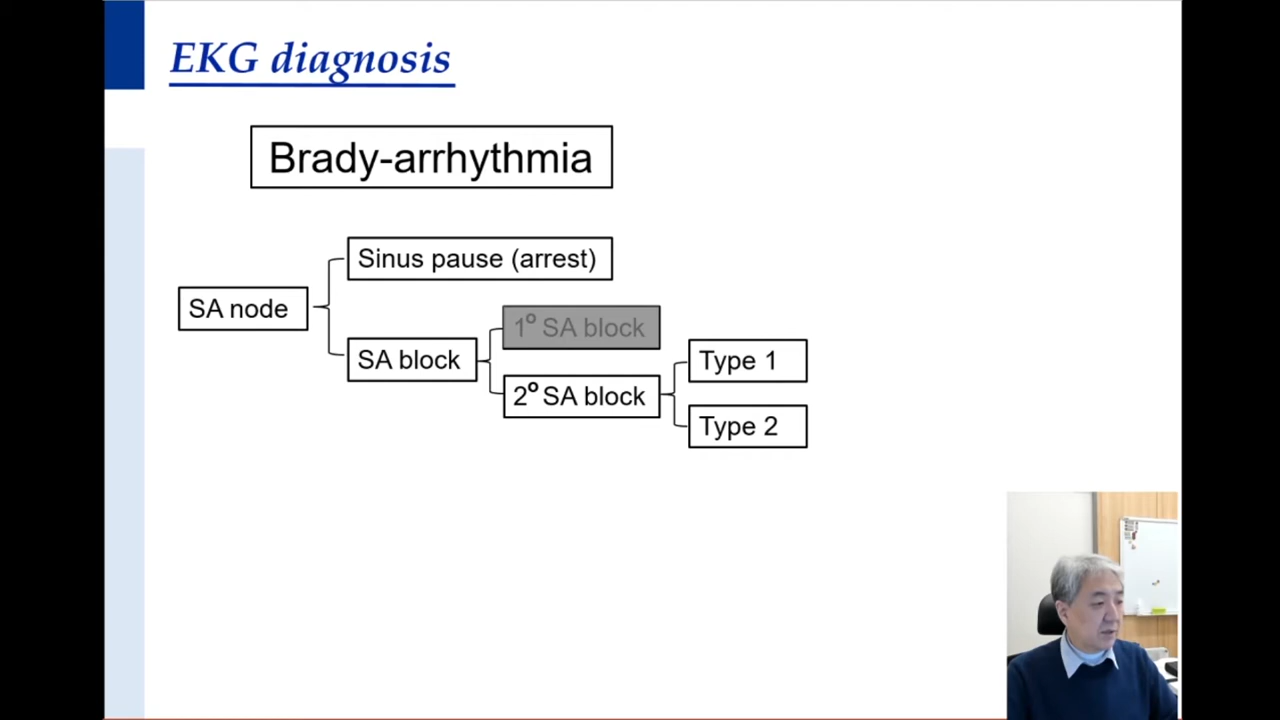 EKG diagnosis
Brady-arrhythmia
Sinus pause (arrest)
SA node
1° SA block
SA block
Type 1
2° SA block
Type 2